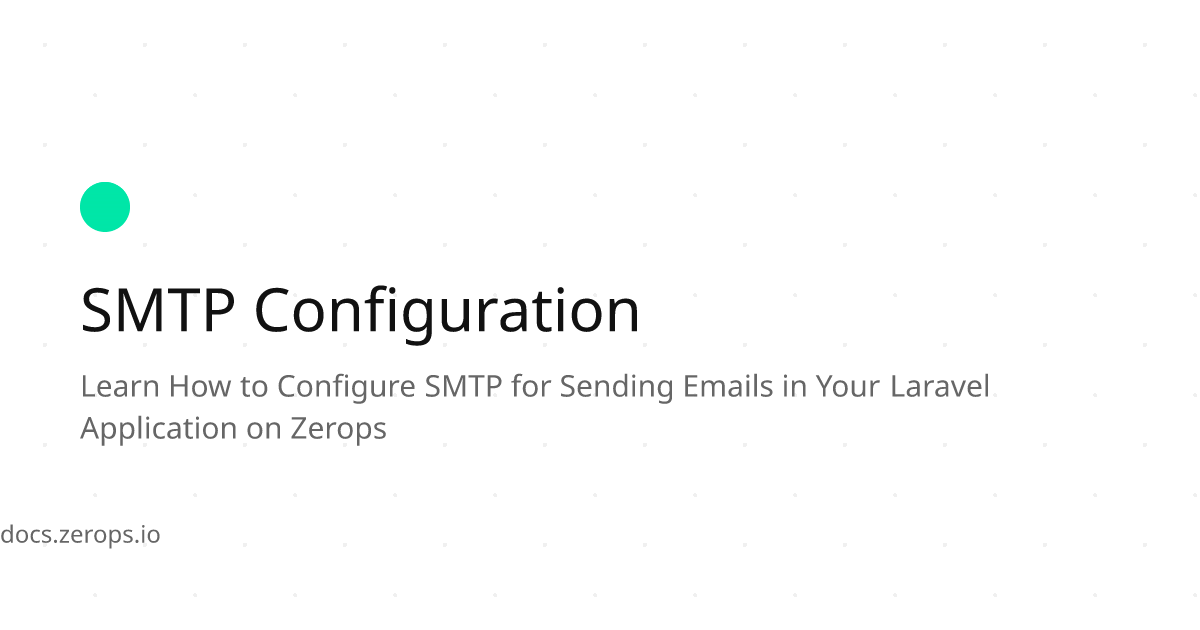 SMTP Configuration
Learn How to Configure SMTP for Sending Emails in Your Laravel
Application on Zerops
docs.zerops.io